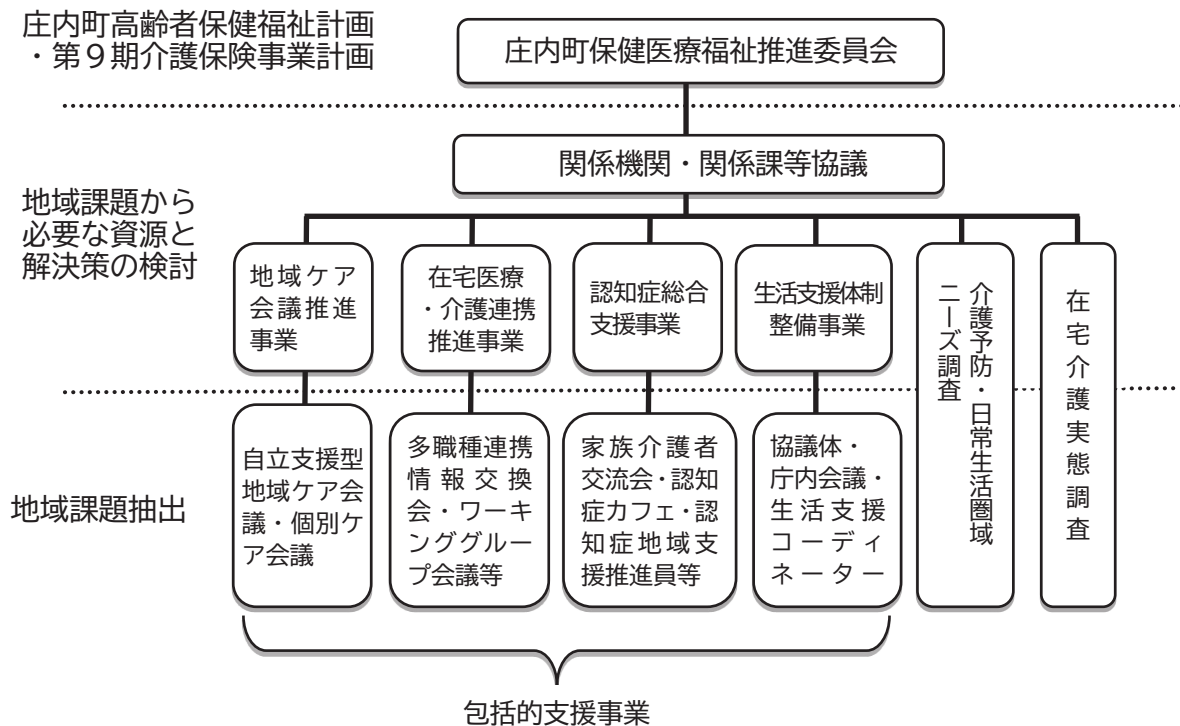 庄内町高齢者保健福祉計画
・第９期介護保険事業計画
庄内町保健医療福祉推進委員会
関係機関・関係課等協議
地域課題から
必要な資源と
解決策の検討
地域ケア
会議推進
事業
在宅医療
・介護連携
推進事業
認知症総合
支援事業
生活支援体制
整備事業
介護予防・日常生活圏域
ニーズ調査
在宅介護実態調査
地域課題抽出
自立支援型
地域ケア会
議・個別ケ
ア会議
多職種連携
情報交換
会・ワーキ
ンググルー
プ会議等
家族介護者
交流会・認知
症カフェ・認
知症地域支
援推進員等
協議体・
庁内会議・
生活支援
コーディ
ネーター
包括的支援事業